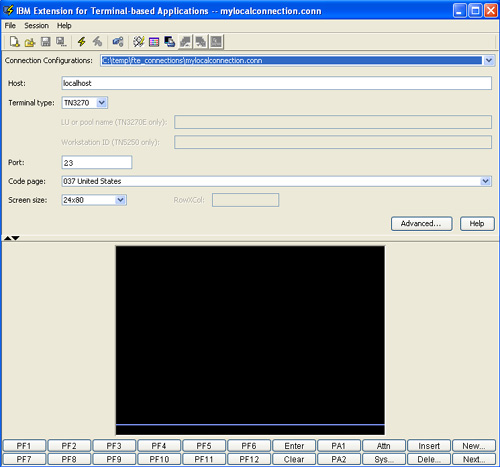 IBM Extension for Terminal-based Applications -- mylocalconnection.conn
File Session Help
Connection Configurations: C:\temp\fte_connections\mylocalconnection.conn
Host: localhost
Terminal type: TN3270
LU or pool name (TN3270E only):
Workstation ID (TN5250 only):
Port: 23
Code page: 037 United States
Screen size: 24x80 RowXCol:
Advanced... Help
PF1 PF2 PF3 PF4 PF5 PF6 Enter PA1 Attn Insert New...
PF7 PF8 PF9 PF10 PF11 PF12 Clear PA2 Sys... Dele... Next...